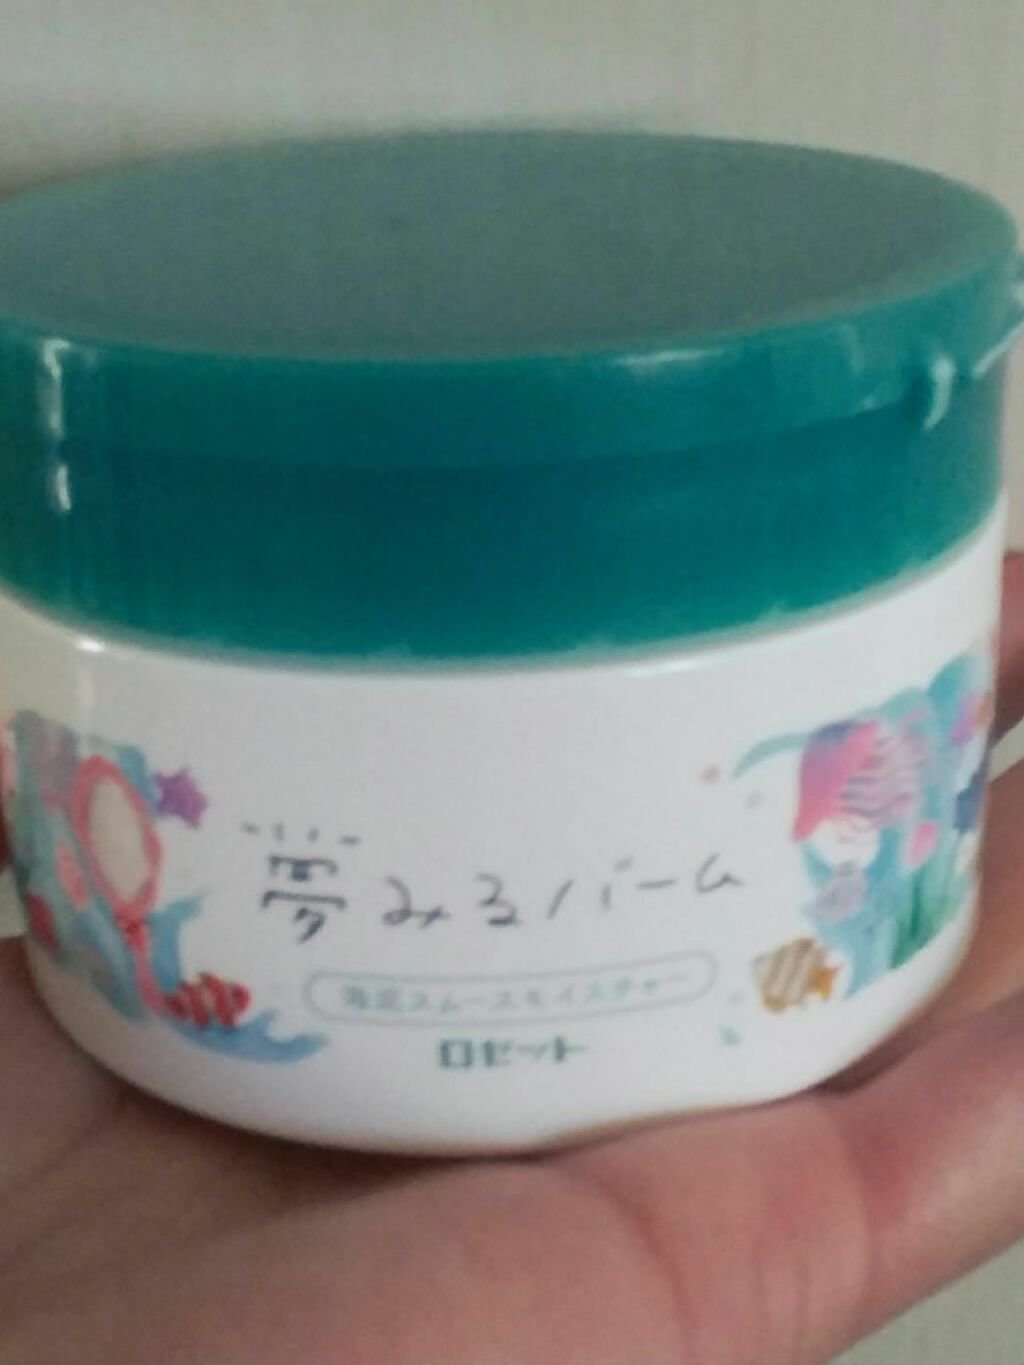 夢みるバーム
海泥スムースモイスチャー
ロゼット